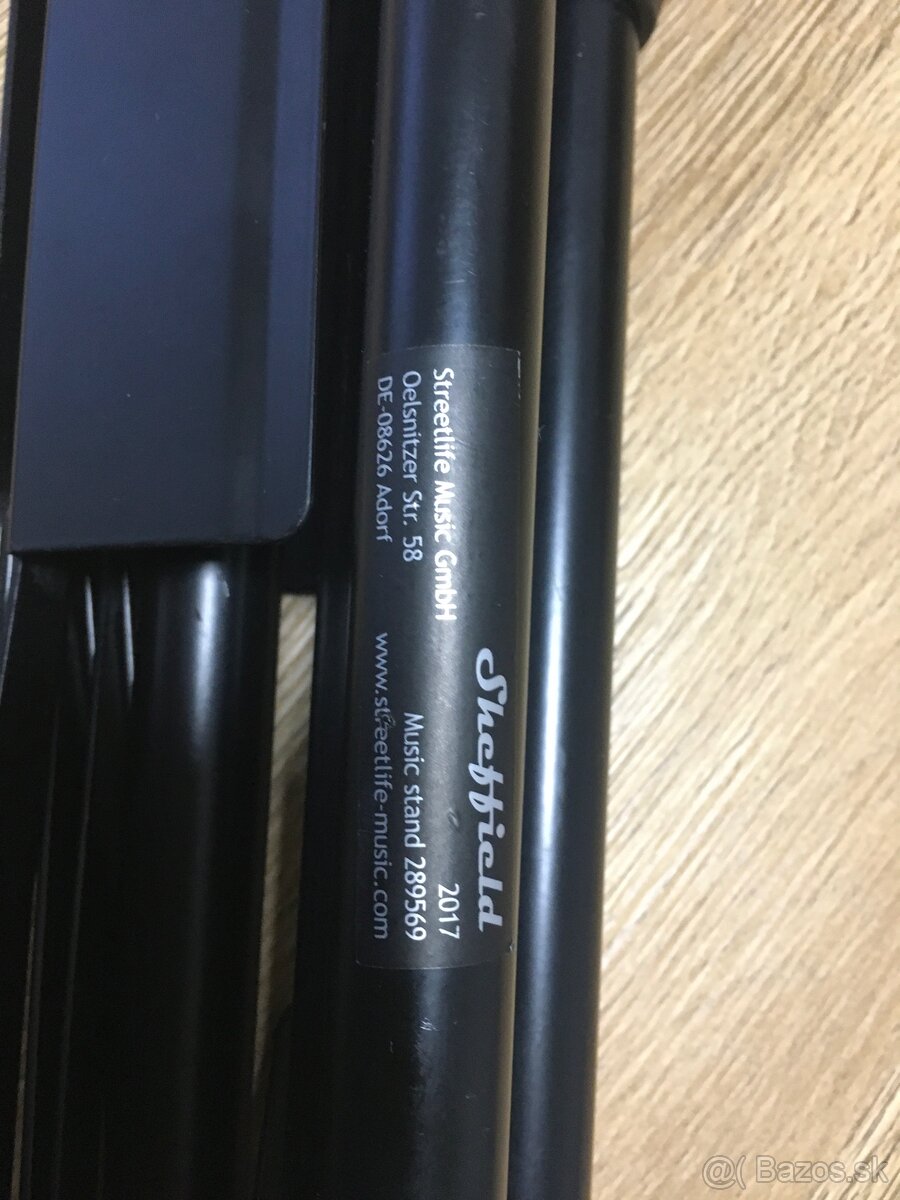 Sheffield
Streetlife Music GmbH
2017
Oelsnitzer Str. 58
Music stand 289569
DE-08626 Adorf
www.streetlife-music.com
@( Bazos.sk